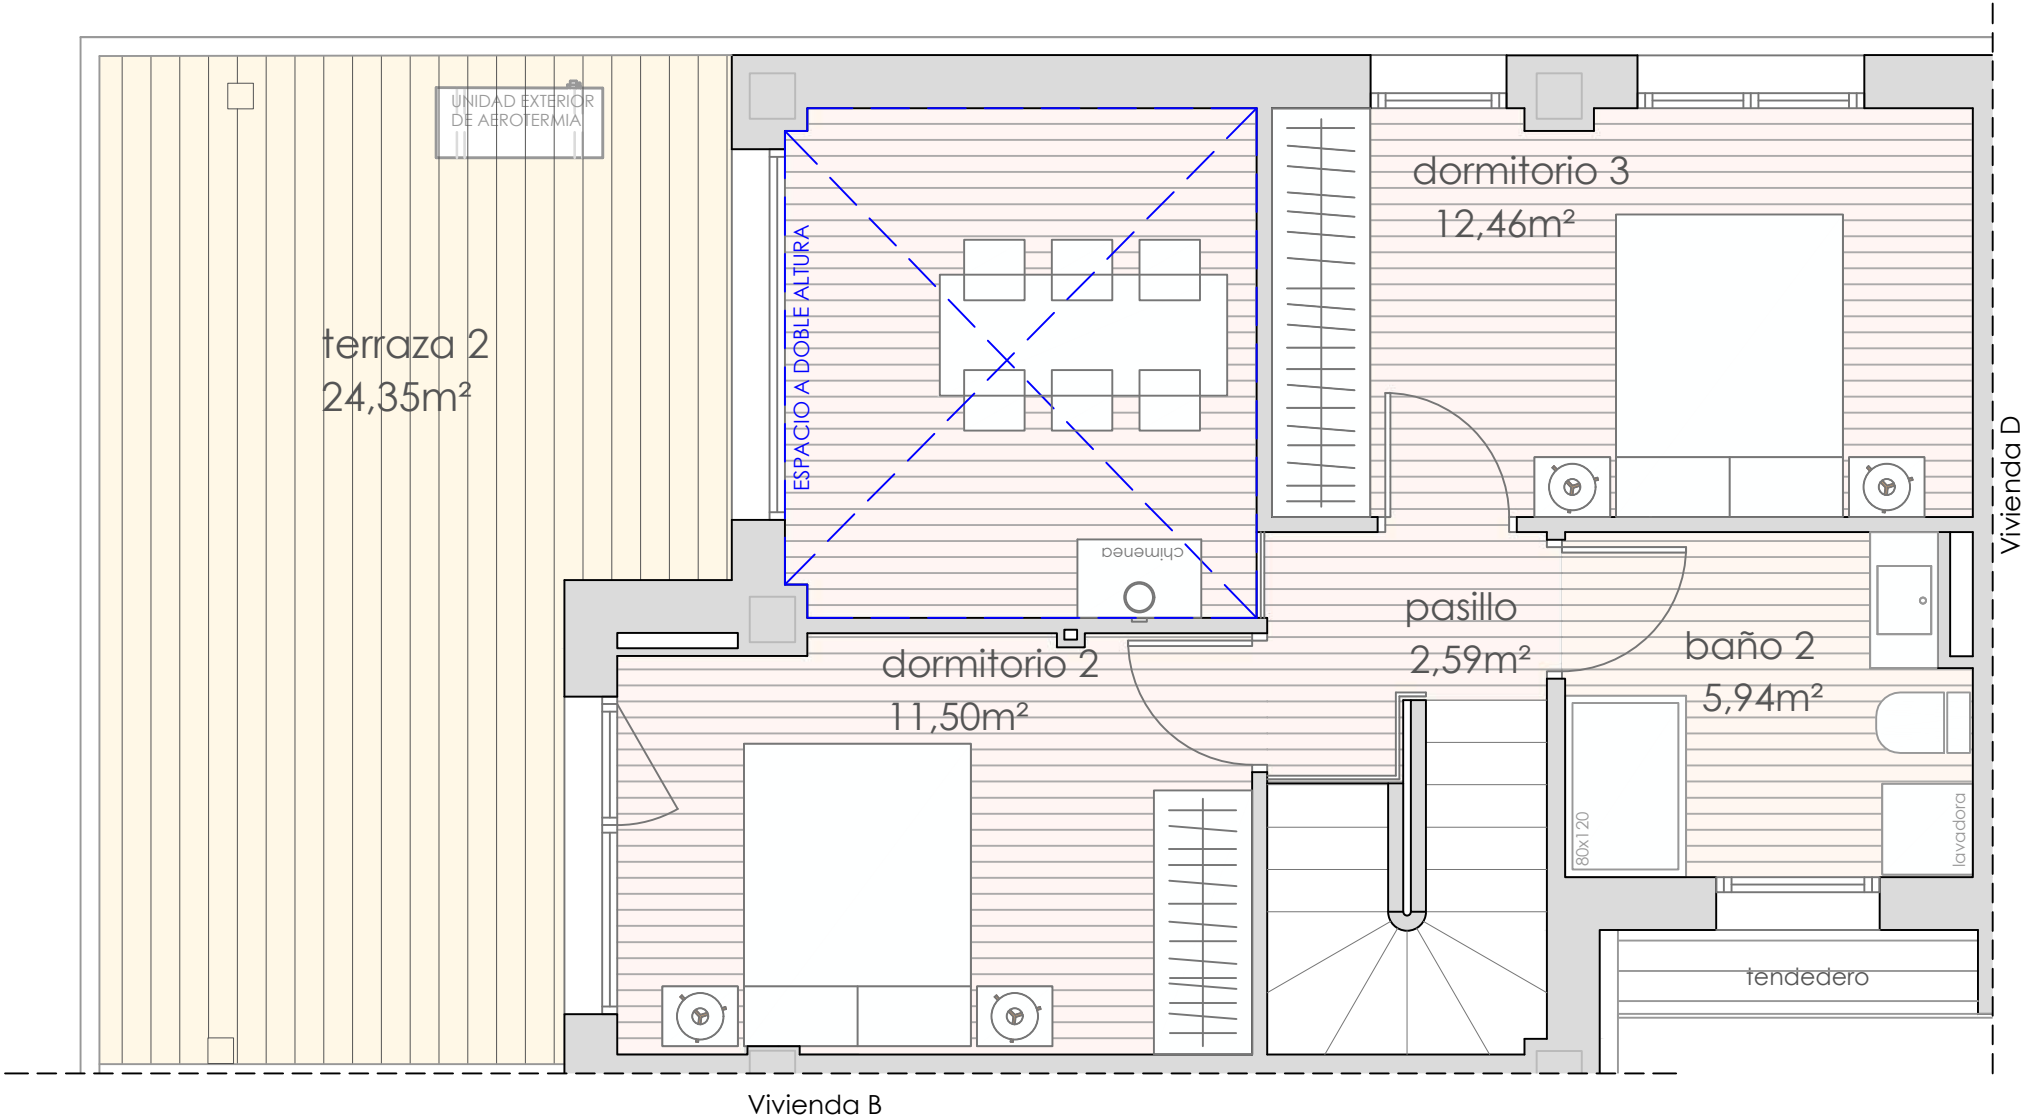 UNIDAD EXTERIOR
DE AEROTERMIA
terraza 2
24,35m²
ESPACIO A DOBLE ALTURA
chimenea
dormitorio 3
12,46m²
Vivienda D
pasillo
2,59m²
baño 2
5,94m²
dormitorio 2
11,50m²
80x120
lavadora
tendedero
Vivienda B